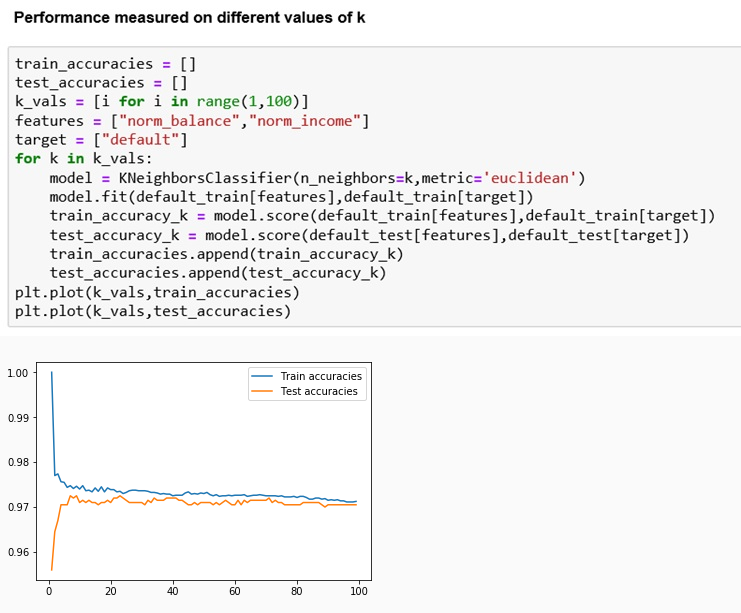 Performance measured on different values of k
train_accuracies = []
test_accuracies = []
k_vals = [i for i in range(1,100)]
features = ["norm_balance","norm_income"]
target = ["default"]
for k in k_vals:
    model = KNeighborsClassifier(n_neighbors=k,metric='euclidean')
    model.fit(default_train[features],default_train[target])
    train_accuracy_k = model.score(default_train[features],default_train[target])
    test_accuracy_k = model.score(default_test[features],default_test[target])
    train_accuracies.append(train_accuracy_k)
    test_accuracies.append(test_accuracy_k)
plt.plot(k_vals,train_accuracies)
plt.plot(k_vals,test_accuracies)
Train accuracies
Test accuracies
1.00
0.99
0.98
0.97
0.96
0 20 40 60 80 100